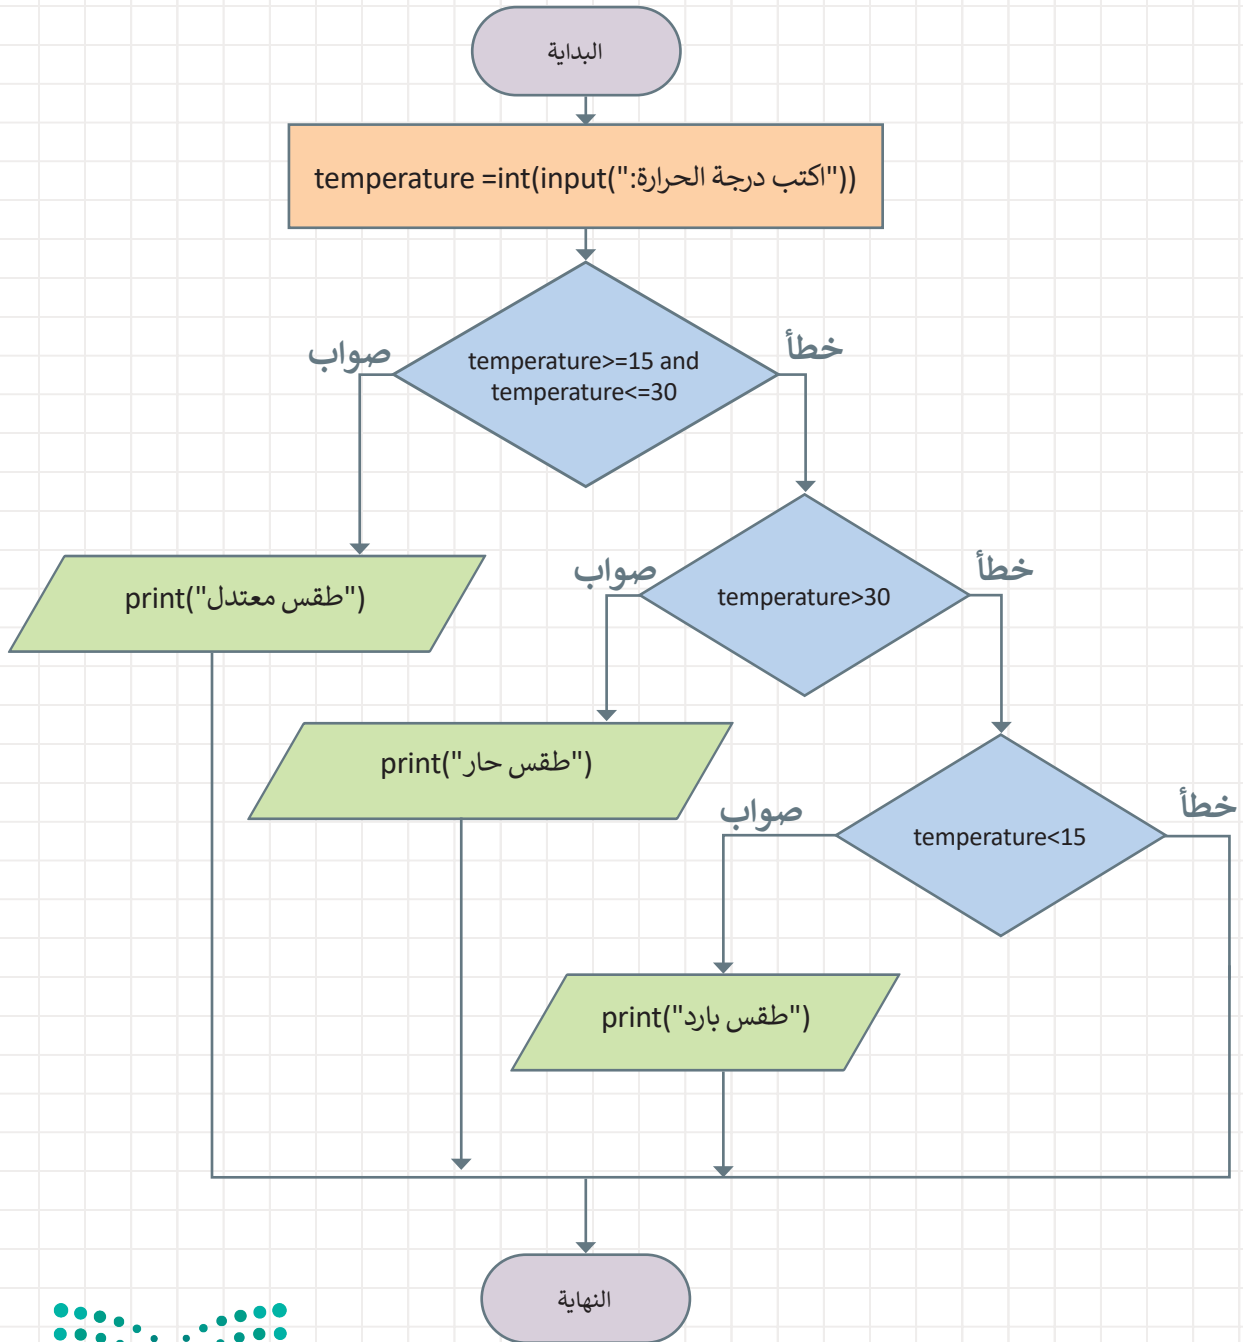 البداية
temperature =int(input("اكتب درجة الحرارة:"))
temperature>=15 and
temperature<=30
صواب
خطأ
temperature>30
صواب
خطأ
print("طقس معتدل")
print("طقس حار")
temperature<15
صواب
خطأ
print("طقس بارد")
النهاية